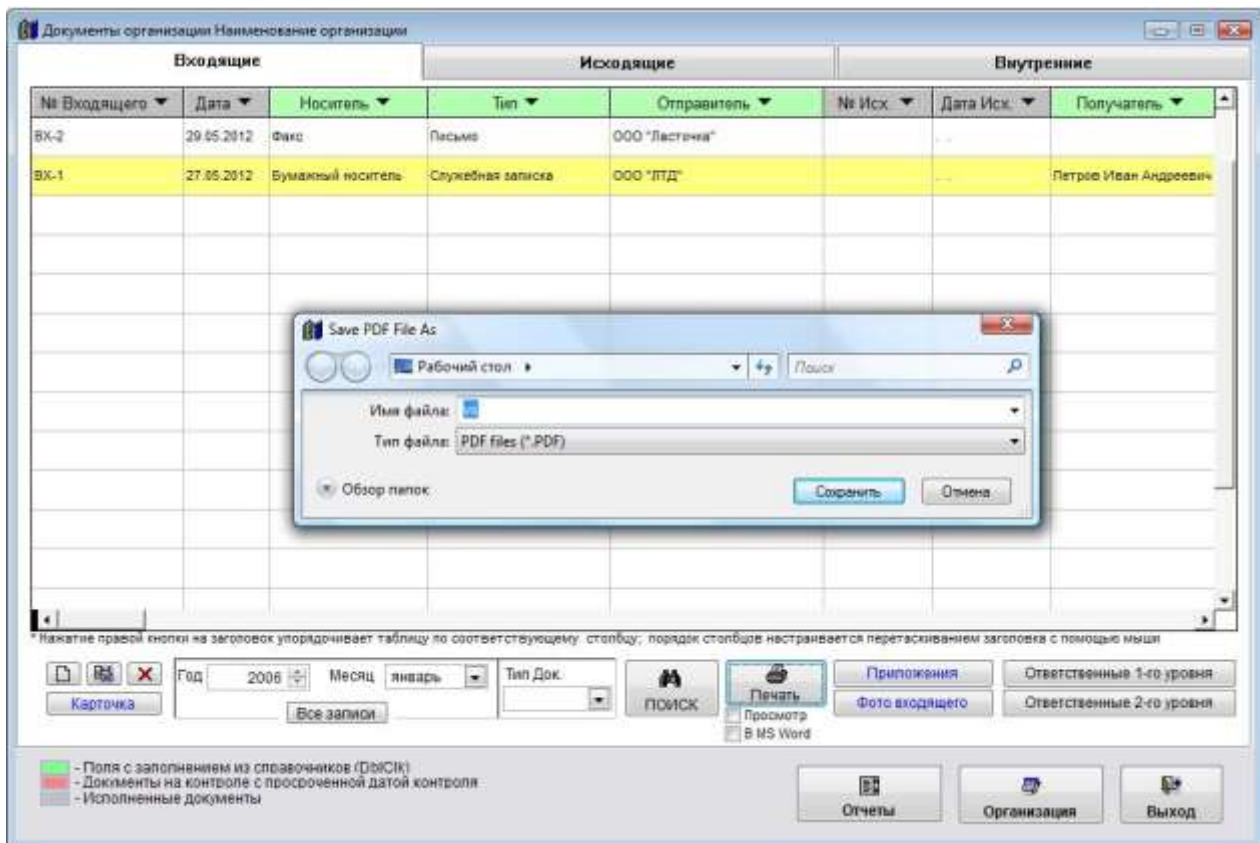 Документы организации Наименование организации
Входящие Исходящие Внутренние
№ Входящего Дата Носитель Тип Отправитель № Исх. Дата Исх. Получатель
ВХ-2 29.05.2012 Факс Письмо ООО "Ласточка" . .
ВХ-1 27.05.2012 Бумажный носитель Служебная записка ООО "ЛТД" . . Петров Иван Андреевич
Save PDF File As
Рабочий стол Поиск
Имя файла:
Тип файла: PDF files (*.PDF)
Обзор папок Сохранить Отмена
* Нажатие правой кнопки на заголовок упорядочивает таблицу по соответствующему столбцу; порядок столбцов настраивается перетаскиванием заголовка с помощью мыши
Год 2006 Месяц январь Тип Док. ПОИСК Печать Приложения Ответственные 1-го уровня
Карточка Все записи Просмотр Фото входящего Ответственные 2-го уровня
В MS Word
- Поля с заполнением из справочников (DblClk)
- Документы на контроле с просроченной датой контроля
- Исполненные документы
Отчеты Организация Выход